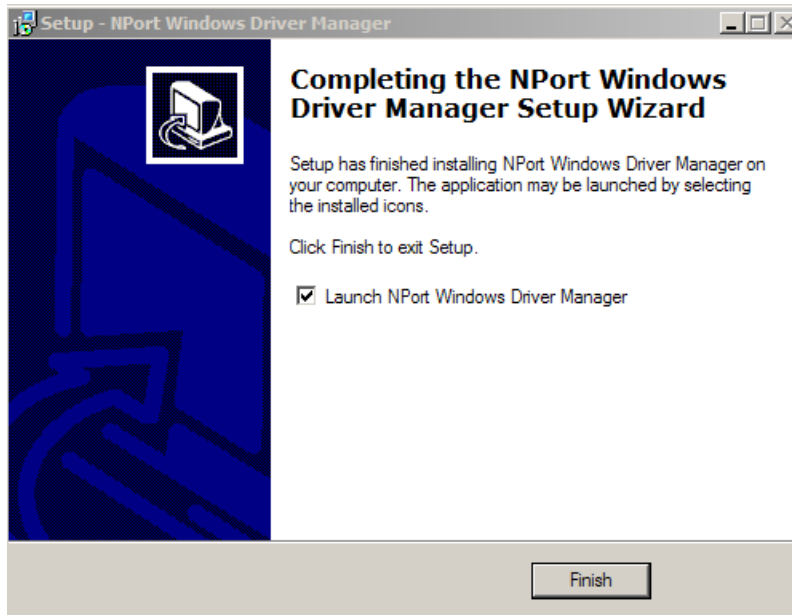 Setup - NPort Windows Driver Manager
Completing the NPort Windows
Driver Manager Setup Wizard
Setup has finished installing NPort Windows Driver Manager on
your computer. The application may be launched by selecting
the installed icons.
Click Finish to exit Setup.
Launch NPort Windows Driver Manager
Finish